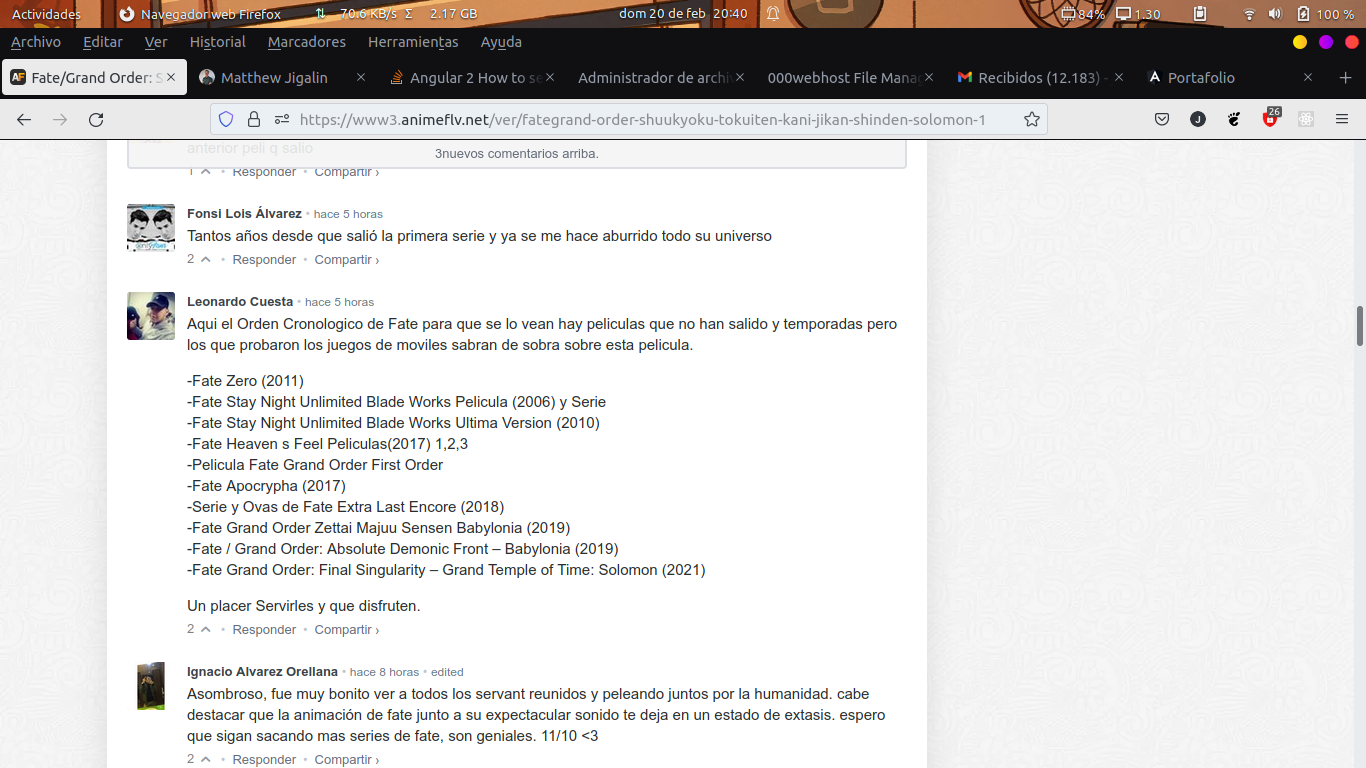 Actividades Navegador web Firefox 70.6 KB/s Σ 2.17 GB dom 20 de feb 20:40 84% 1.30 100 %
Archivo Editar Ver Historial Marcadores Herramientas Ayuda
Fate/Grand Order: S Matthew Jigalin Angular 2 How to se Administrador de archiv 000webhost File Manag Recibidos (12.183) - Portafolio
https://www3.animeflv.net/ver/fategrand-order-shuukyoku-tokuiten-kani-jikan-shinden-solomon-1 J 26
anterior peli q salio
3nuevos comentarios arriba.
1 • Responder • Compartir ›
Fonsi Lois Álvarez • hace 5 horas
Tantos años desde que salió la primera serie y ya se me hace aburrido todo su universo
2 • Responder • Compartir ›
Leonardo Cuesta • hace 5 horas
Aqui el Orden Cronologico de Fate para que se lo vean hay peliculas que no han salido y temporadas pero
los que probaron los juegos de moviles sabran de sobra sobre esta pelicula.
-Fate Zero (2011)
-Fate Stay Night Unlimited Blade Works Pelicula (2006) y Serie
-Fate Stay Night Unlimited Blade Works Ultima Version (2010)
-Fate Heaven s Feel Peliculas(2017) 1,2,3
-Pelicula Fate Grand Order First Order
-Fate Apocrypha (2017)
-Serie y Ovas de Fate Extra Last Encore (2018)
-Fate Grand Order Zettai Majuu Sensen Babylonia (2019)
-Fate / Grand Order: Absolute Demonic Front – Babylonia (2019)
-Fate Grand Order: Final Singularity – Grand Temple of Time: Solomon (2021)
Un placer Servirles y que disfruten.
2 • Responder • Compartir ›
Ignacio Alvarez Orellana • hace 8 horas • edited
Asombroso, fue muy bonito ver a todos los servant reunidos y peleando juntos por la humanidad. cabe
destacar que la animación de fate junto a su expectacular sonido te deja en un estado de extasis. espero
que sigan sacando mas series de fate, son geniales. 11/10 <3
2 • Responder • Compartir ›